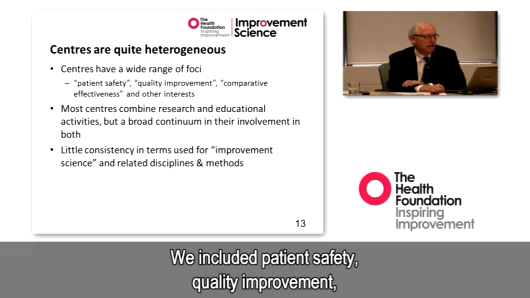 The
Health
Foundation
Inspiring
Improvement
Improvement
Science
Centres are quite heterogeneous
• Centres have a wide range of foci
– "patient safety", "quality improvement", "comparative
effectiveness" and other interests
• Most centres combine research and educational
activities, but a broad continuum in their involvement in
both
• Little consistency in terms used for "improvement
science" and related disciplines & methods
13
The
Health
Foundation
Inspiring
Improvement
We included patient safety,
quality improvement,